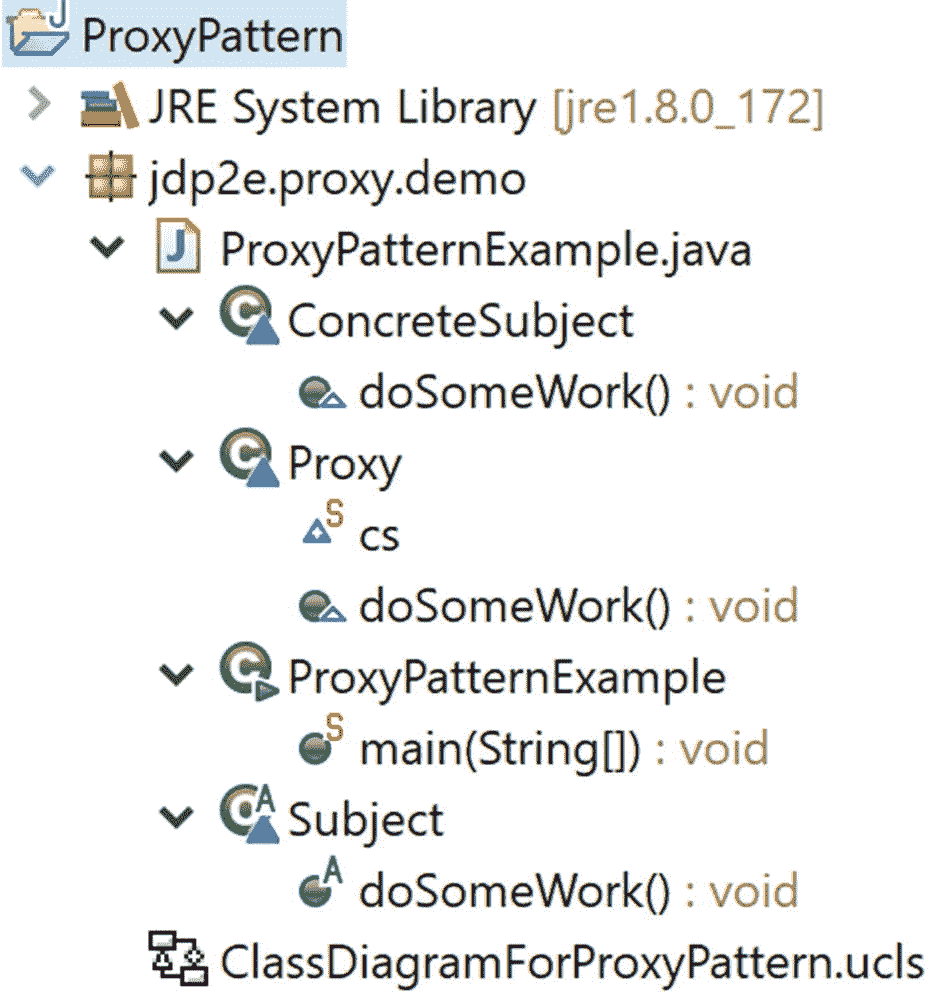 ProxyPattern
JRE System Library [jre1.8.0_172]
jdp2e.proxy.demo
ProxyPatternExample.java
ConcreteSubject
doSomeWork() : void
Proxy
cs
doSomeWork() : void
ProxyPatternExample
main(String[]) : void
Subject
doSomeWork() : void
ClassDiagramForProxyPattern.ucls